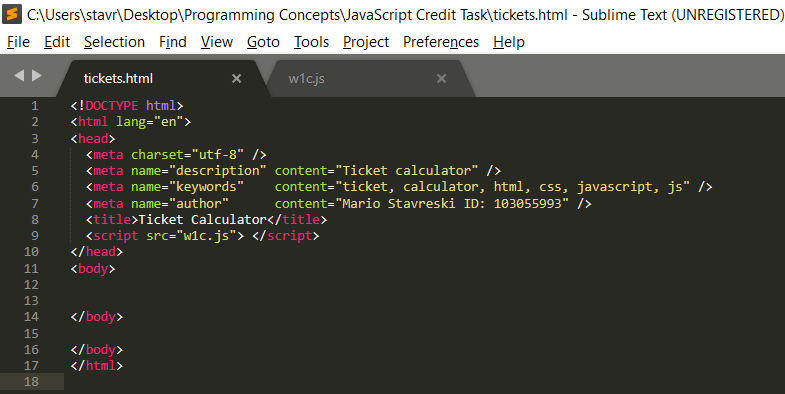 C:\Users\stavr\Desktop\Programming Concepts\JavaScript Credit Task\tickets.html - Sublime Text (UNREGISTERED)
File Edit Selection Find View Goto Tools Project Preferences Help
tickets.html × w1c.js ×
1 <!DOCTYPE html>
2 <html lang="en">
3 <head>
4   <meta charset="utf-8" />
5   <meta name="description" content="Ticket calculator" />
6   <meta name="keywords"    content="ticket, calculator, html, css, javascript, js" />
7   <meta name="author"      content="Mario Stavreski ID: 103055993" />
8   <title>Ticket Calculator</title>
9   <script src="w1c.js"> </script>
10 </head>
11 <body>
12
13
14 </body>
15
16 </body>
17 </html>
18